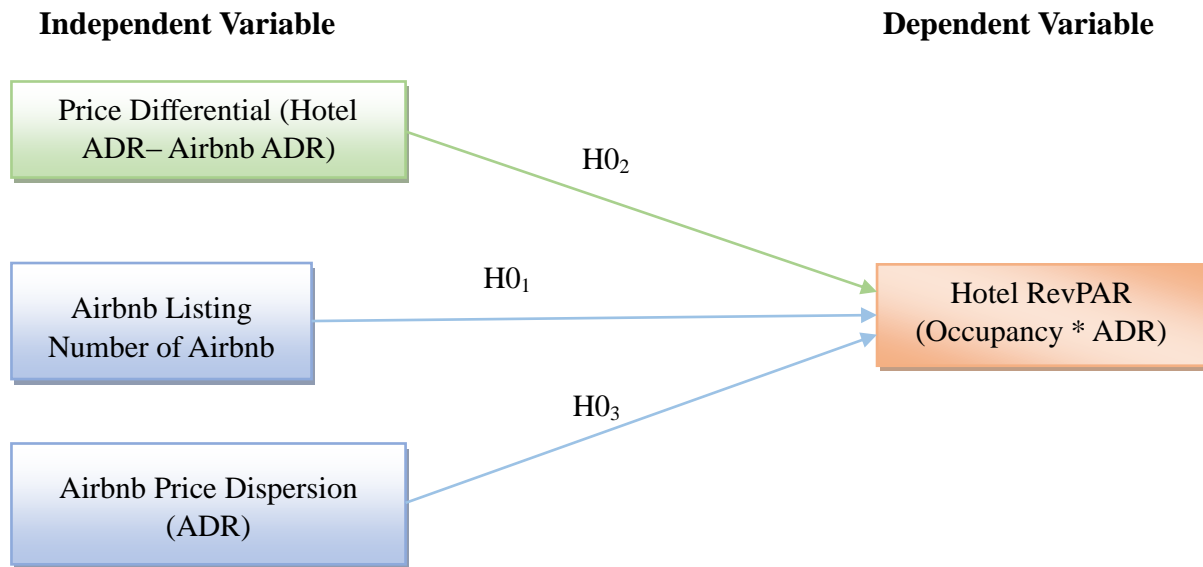 Independent Variable
Dependent Variable
Price Differential (Hotel
ADR– Airbnb ADR)
H0₂
Airbnb Listing
Number of Airbnb
H0₁
Hotel RevPAR
(Occupancy * ADR)
H0₃
Airbnb Price Dispersion
(ADR)